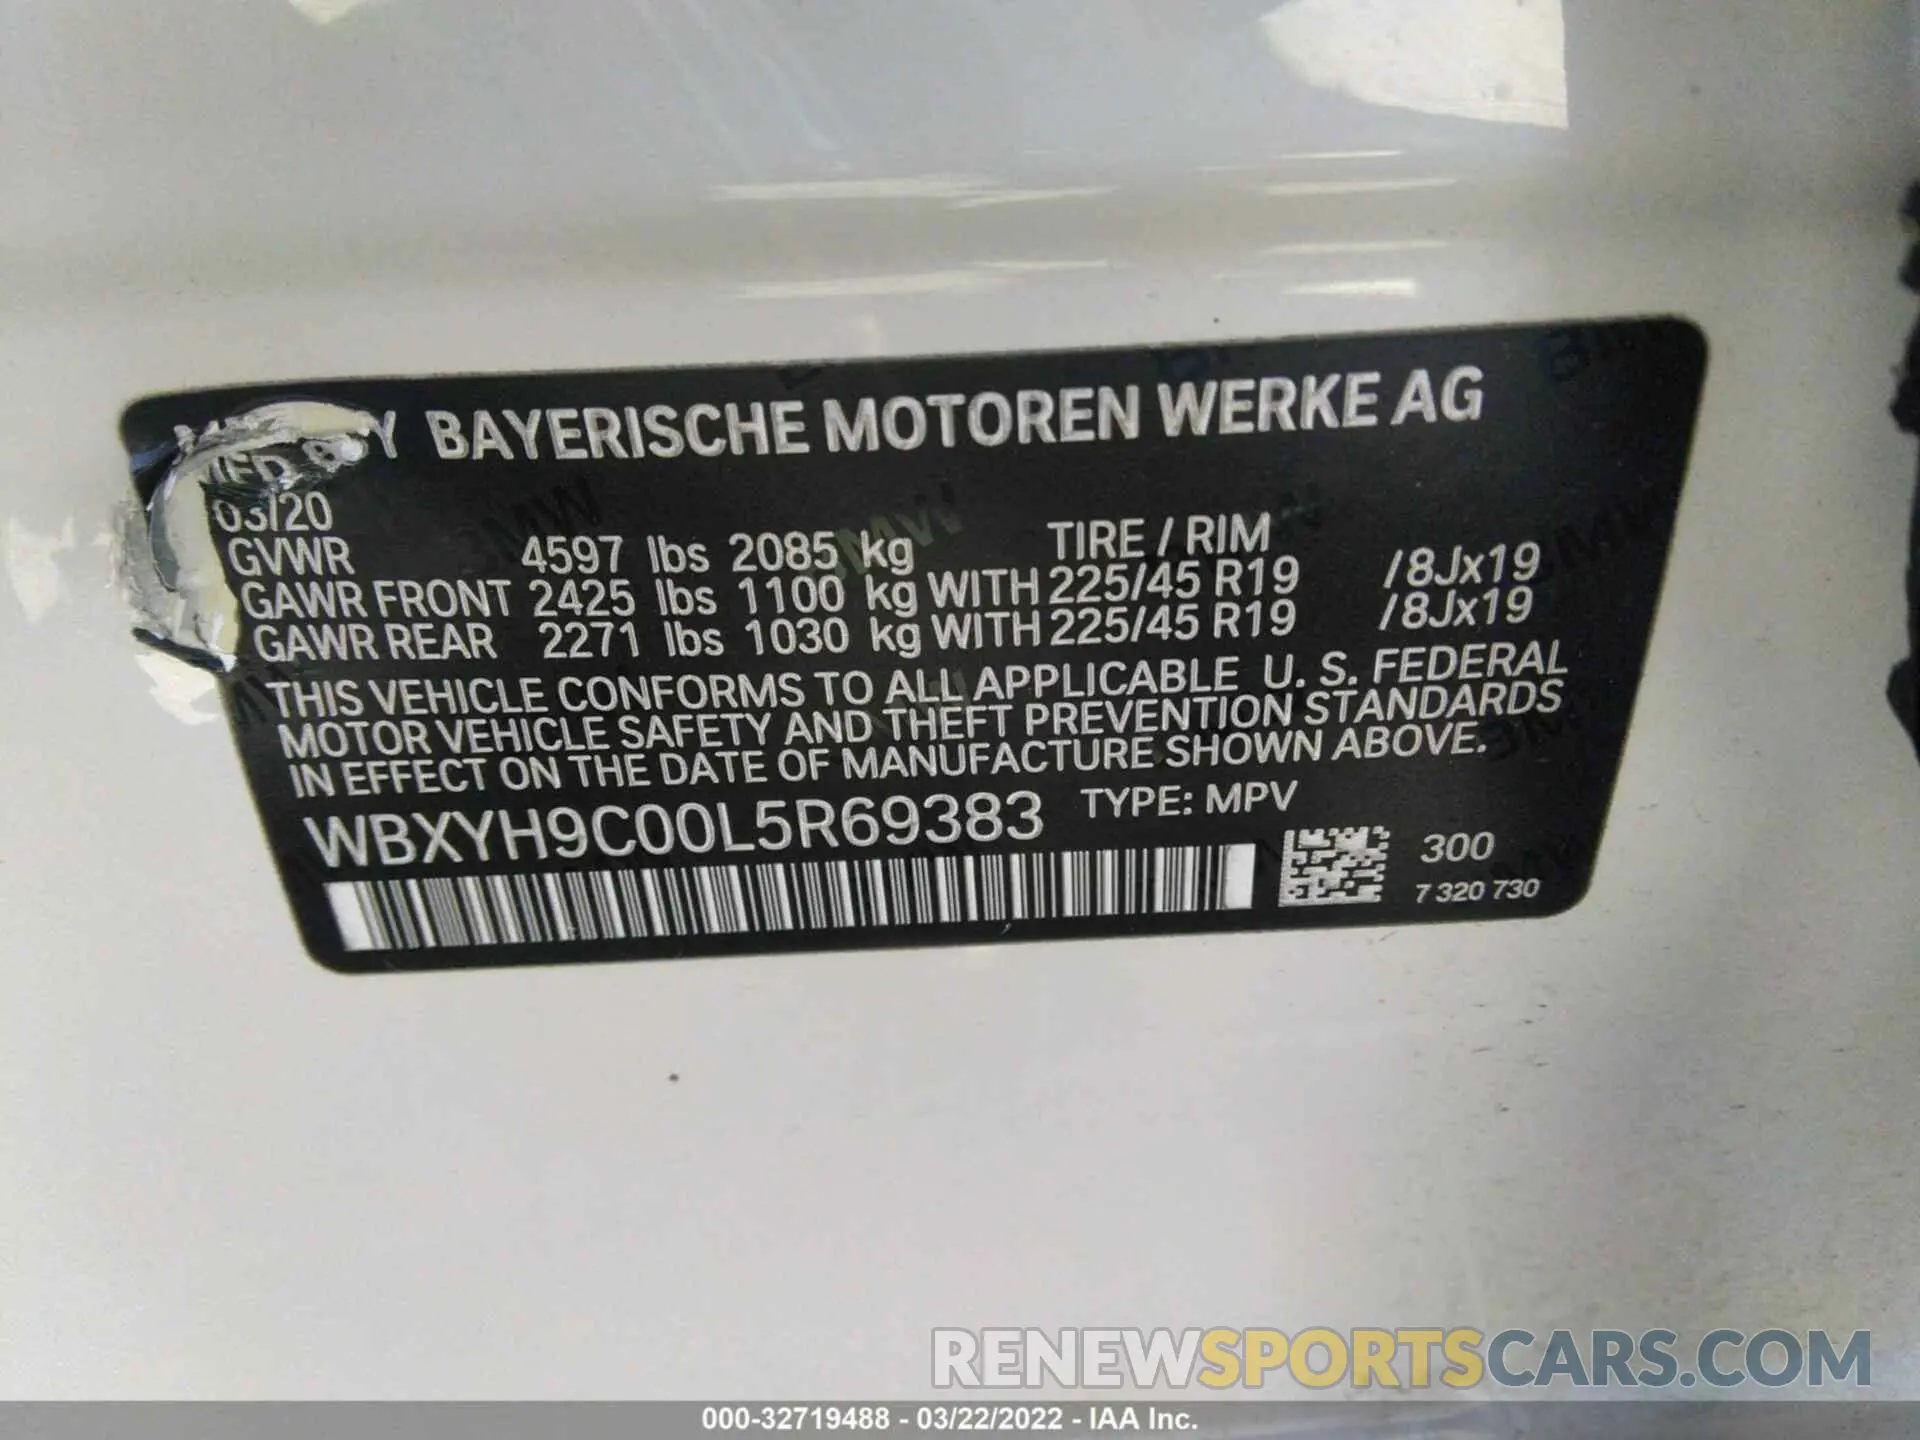 MFD BY BAYERISCHE MOTOREN WERKE AG
03/20
GVWR 4597 lbs 2085 kg TIRE / RIM
GAWR FRONT 2425 lbs 1100 kg WITH 225/45 R19 /8Jx19
GAWR REAR 2271 lbs 1030 kg WITH 225/45 R19 /8Jx19
THIS VEHICLE CONFORMS TO ALL APPLICABLE U. S. FEDERAL
MOTOR VEHICLE SAFETY AND THEFT PREVENTION STANDARDS
IN EFFECT ON THE DATE OF MANUFACTURE SHOWN ABOVE.
WBXYH9C00L5R69383 TYPE: MPV
300
7 320 730
RENEWSPORTSCARS.COM
000-32719488 - 03/22/2022 - IAA Inc.